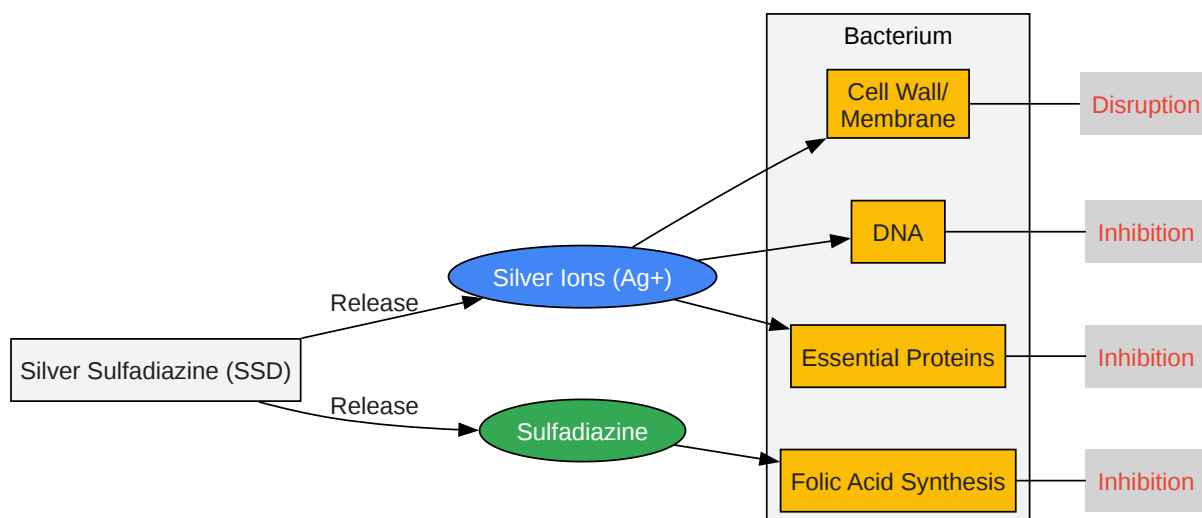 Bacterium
Cell Wall/
Membrane
Disruption
DNA
Inhibition
Silver Ions (Ag+)
Release
Essential Proteins
Inhibition
Silver Sulfadiazine (SSD)
Release
Sulfadiazine
Folic Acid Synthesis
Inhibition